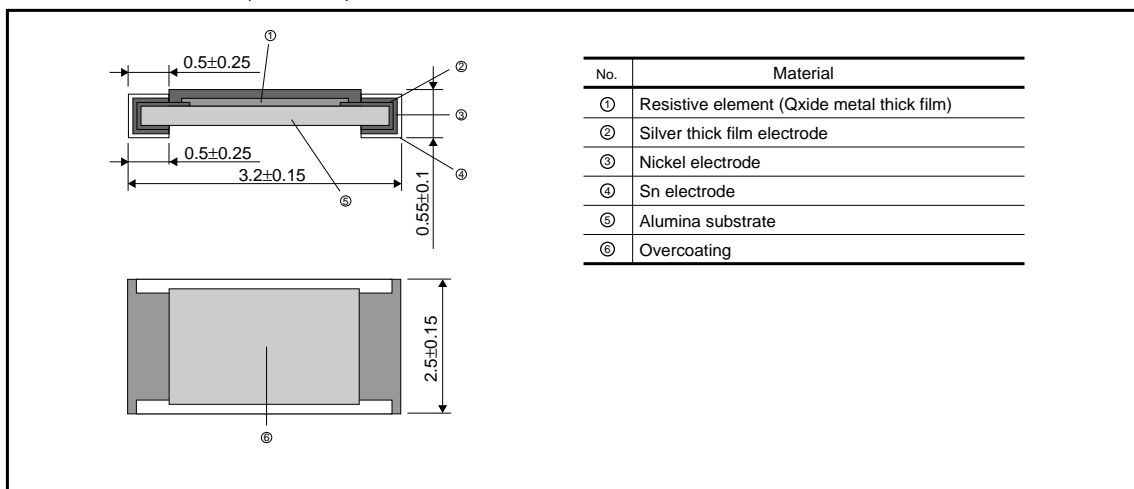 ①
0.5±0.25
②
③
0.5±0.25
④
3.2±0.15
⑤
0.55±0.1
2.5±0.15
⑥
No. Material
① Resistive element (Qxide metal thick film)
② Silver thick film electrode
③ Nickel electrode
④ Sn electrode
⑤ Alumina substrate
⑥ Overcoating